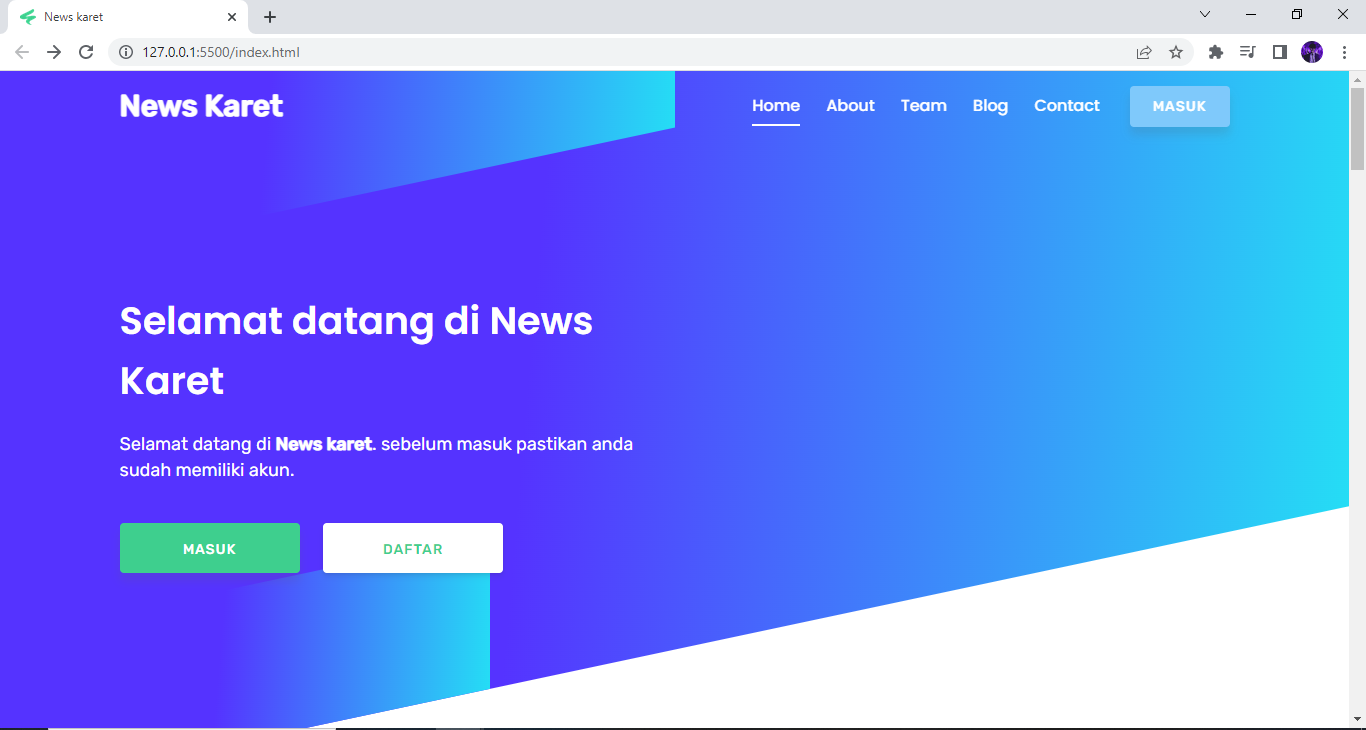 News karet
127.0.0.1:5500/index.html
News Karet
Home About Team Blog Contact MASUK
Selamat datang di News
Karet
Selamat datang di News karet. sebelum masuk pastikan anda
sudah memiliki akun.
MASUK DAFTAR